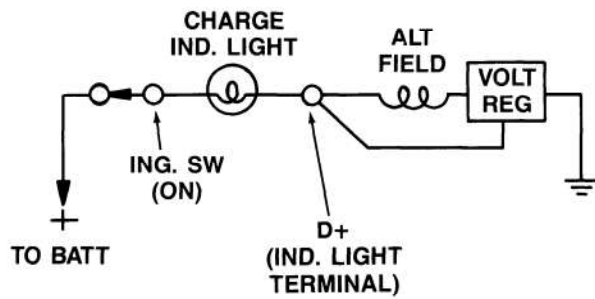 CHARGE
IND. LIGHT
ALT
FIELD
VOLT
REG
ING. SW
(ON)
+
TO BATT
D+
(IND. LIGHT
TERMINAL)